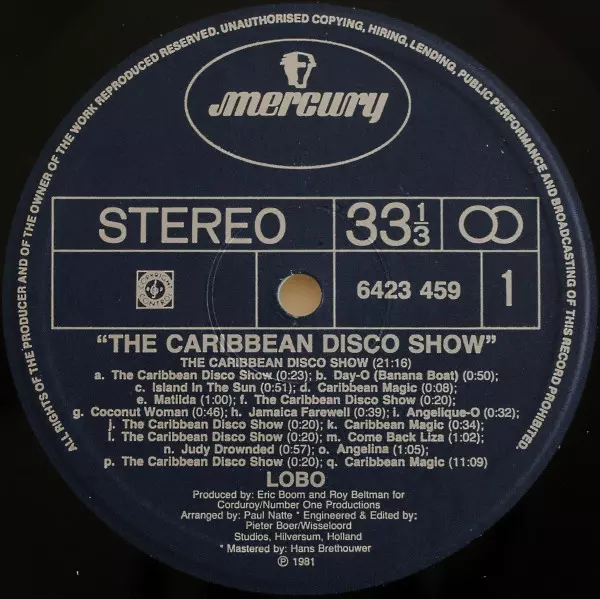 ALL RIGHTS OF THE PRODUCER AND OF THE OWNER OF THE WORK REPRODUCED RESERVED. UNAUTHORISED COPYING, HIRING, LENDING, PUBLIC PERFORMANCE AND BROADCASTING OF THIS RECORD PROHIBITED.
mercury
STEREO
33 1/3
6423 459
1
"THE CARIBBEAN DISCO SHOW"
THE CARIBBEAN DISCO SHOW (21:16)
a. The Caribbean Disco Show (0:23); b. Day-O (Banana Boat) (0:50);
c. Island In The Sun (0:51); d. Caribbean Magic (0:08);
e. Matilda (1:00); f. The Caribbean Disco Show (0:20);
g. Coconut Woman (0:46); h. Jamaica Farewell (0:39); i. Angelique-O (0:32);
j. The Caribbean Disco Show (0:20); k. Caribbean Magic (0:34);
l. The Caribbean Disco Show (0:20); m. Come Back Liza (1:02);
n. Judy Drownded (0:57); o. Angelina (1:05);
p. The Caribbean Disco Show (0:20); q. Caribbean Magic (11:09)
LOBO
Produced by: Eric Boom and Roy Beltman for
Corduroy/Number One Productions
Arranged by: Paul Natte * Engineered & Edited by:
Pieter Boer/Wisseloord
Studios, Hilversum, Holland
* Mastered by: Hans Brethouwer
℗ 1981